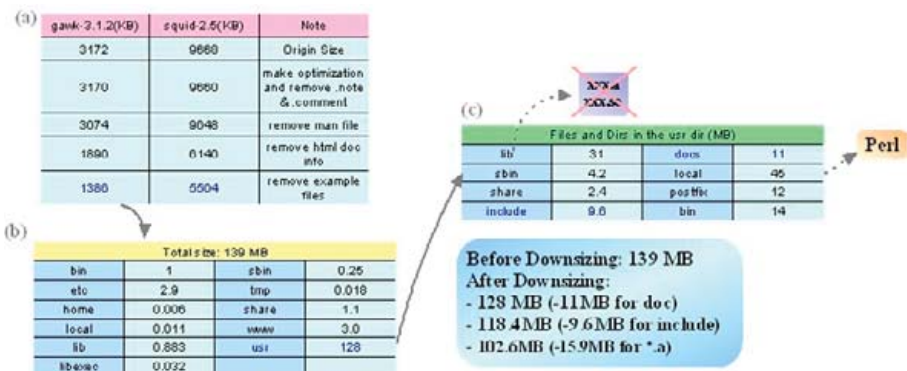 (a)
gawk-3.1.2(KB) squid-2.5(KB) Note
3172 9660 Origin Size
3170 9660 make optimization and remove .note & .comment
3074 9048 remove man file
1890 6140 remove html doc info
1386 5504 remove example files
(b)
Total size: 139 MB
bin 1 sbin 0.25
etc 2.9 tmp 0.018
home 0.006 share 1.1
local 0.011 www 3.0
lib 0.883 usr 128
libexec 0.032
(c)
Files and Dirs in the usr dir (MB)
lib 31 docs 11
sbin 4.2 local 45
share 2.4 postfix 12
include 9.6 bin 14
Perl
Before Downsizing: 139 MB
After Downsizing:
- 128 MB (-11MB for doc)
- 118.4MB (-9.6MB for include)
- 102.6MB (-15.9MB for *.a)